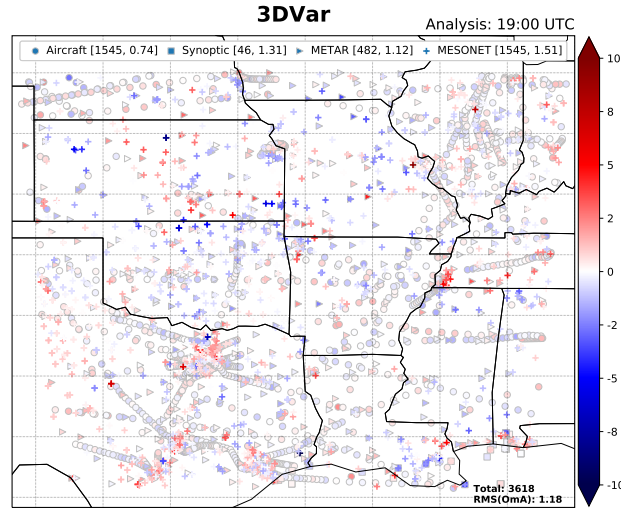 3DVar
Analysis: 19:00 UTC
Aircraft [1545, 0.74] Synoptic [46, 1.31] METAR [482, 1.12] MESONET [1545, 1.51]
10
8
5
2
0
-2
-5
-8
-10
Total: 3618
RMS(OmA): 1.18